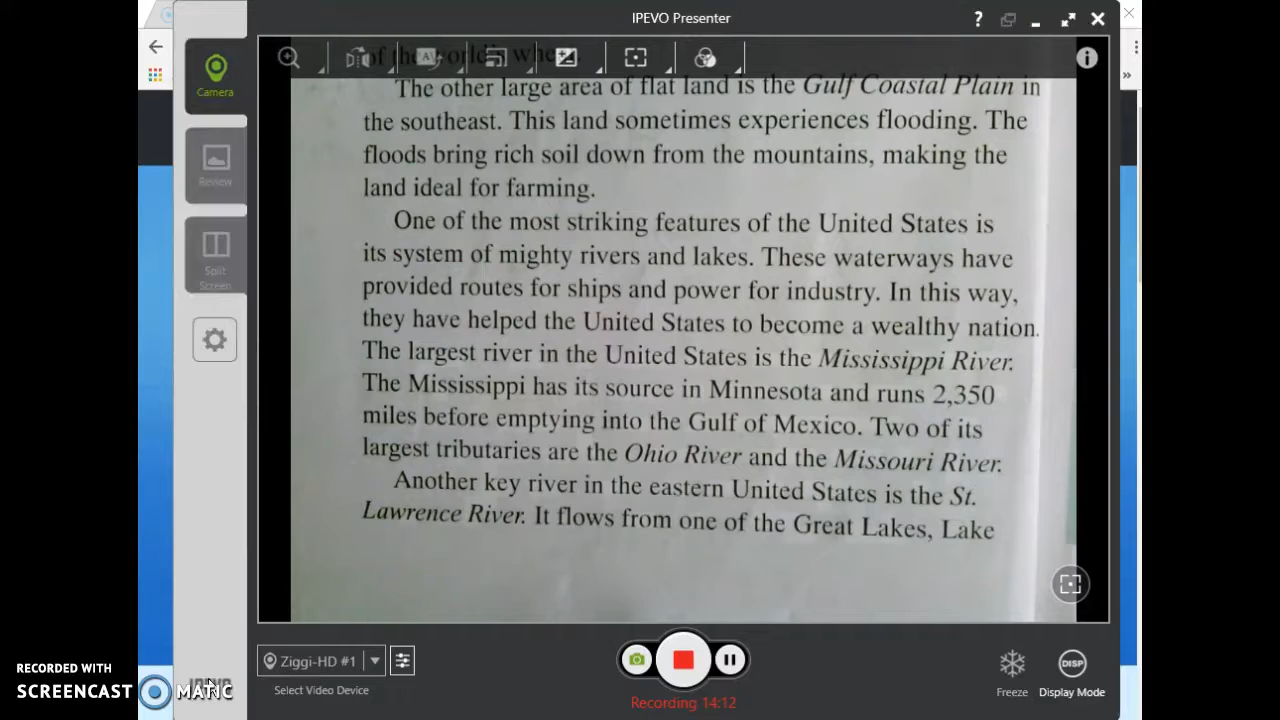 IPEVO Presenter
?
Camera
Review
Split
Screen
of the world's
The other large area of flat land is the Gulf Coastal Plain in
the southeast. This land sometimes experiences flooding. The
floods bring rich soil down from the mountains, making the
land ideal for farming.
One of the most striking features of the United States is
its system of mighty rivers and lakes. These waterways have
provided routes for ships and power for industry. In this way,
they have helped the United States to become a wealthy nation.
The largest river in the United States is the Mississippi River.
The Mississippi has its source in Minnesota and runs 2,350
miles before emptying into the Gulf of Mexico. Two of its
largest tributaries are the Ohio River and the Missouri River.
Another key river in the eastern United States is the St.
Lawrence River. It flows from one of the Great Lakes, Lake
Ziggi-HD #1
Select Video Device
Recording 14:12
Freeze
DISP
Display Mode
RECORDED WITH
SCREENCAST MATIC